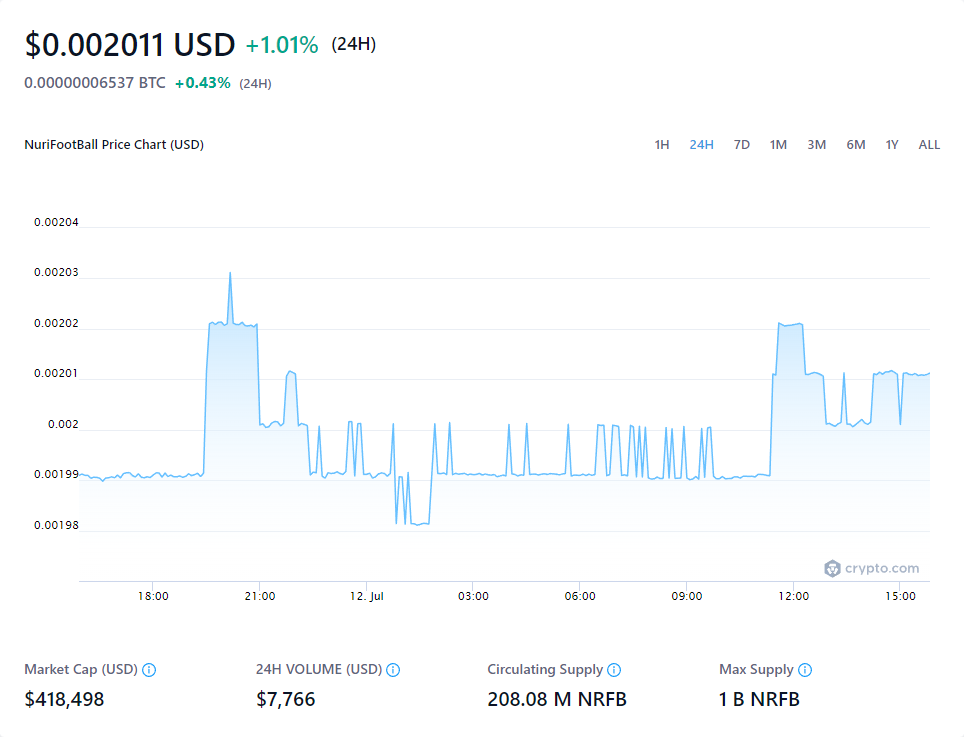 $0.002011 USD +1.01% (24H)
0.00000006537 BTC +0.43% (24H)
NuriFootBall Price Chart (USD) 1H 24H 7D 1M 3M 6M 1Y ALL
0.00204
0.00203
0.00202
0.00201
0.002
0.00199
0.00198
crypto.com
18:00 21:00 12. Jul 03:00 06:00 09:00 12:00 15:00
Market Cap (USD) 24H VOLUME (USD) Circulating Supply Max Supply
$418,498 $7,766 208.08 M NRFB 1 B NRFB